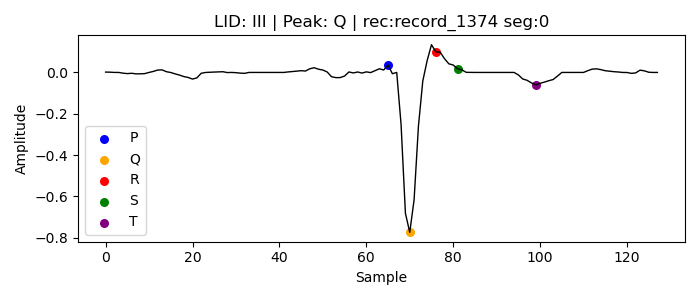 LID: III | Peak: Q | rec:record_1374 seg:0
Amplitude
0.0
−0.2
−0.4
−0.6
−0.8
P
Q
R
S
T
0 20 40 60 80 100 120
Sample